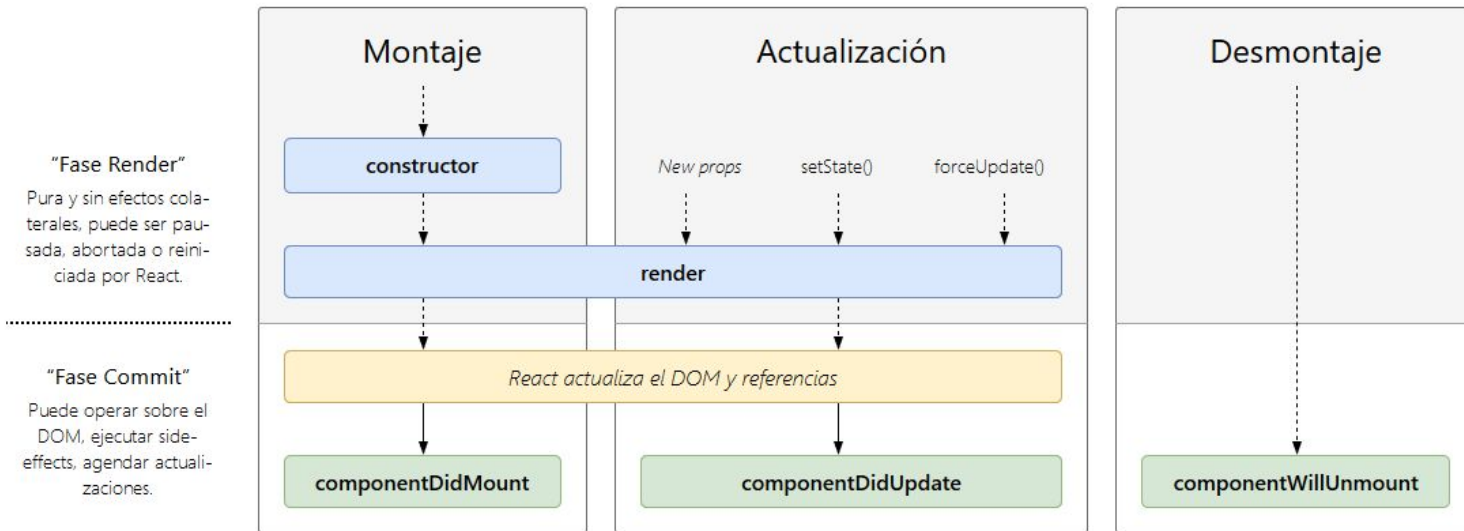 Montaje
Actualización
Desmontaje
"Fase Render"
Pura y sin efectos cola-
terales, puede ser pau-
sada, abortada o reini-
ciada por React.
constructor
New props
setState()
forceUpdate()
render
"Fase Commit"
Puede operar sobre el
DOM, ejecutar side-
effects, agendar actuali-
zaciones.
React actualiza el DOM y referencias
componentDidMount
componentDidUpdate
componentWillUnmount